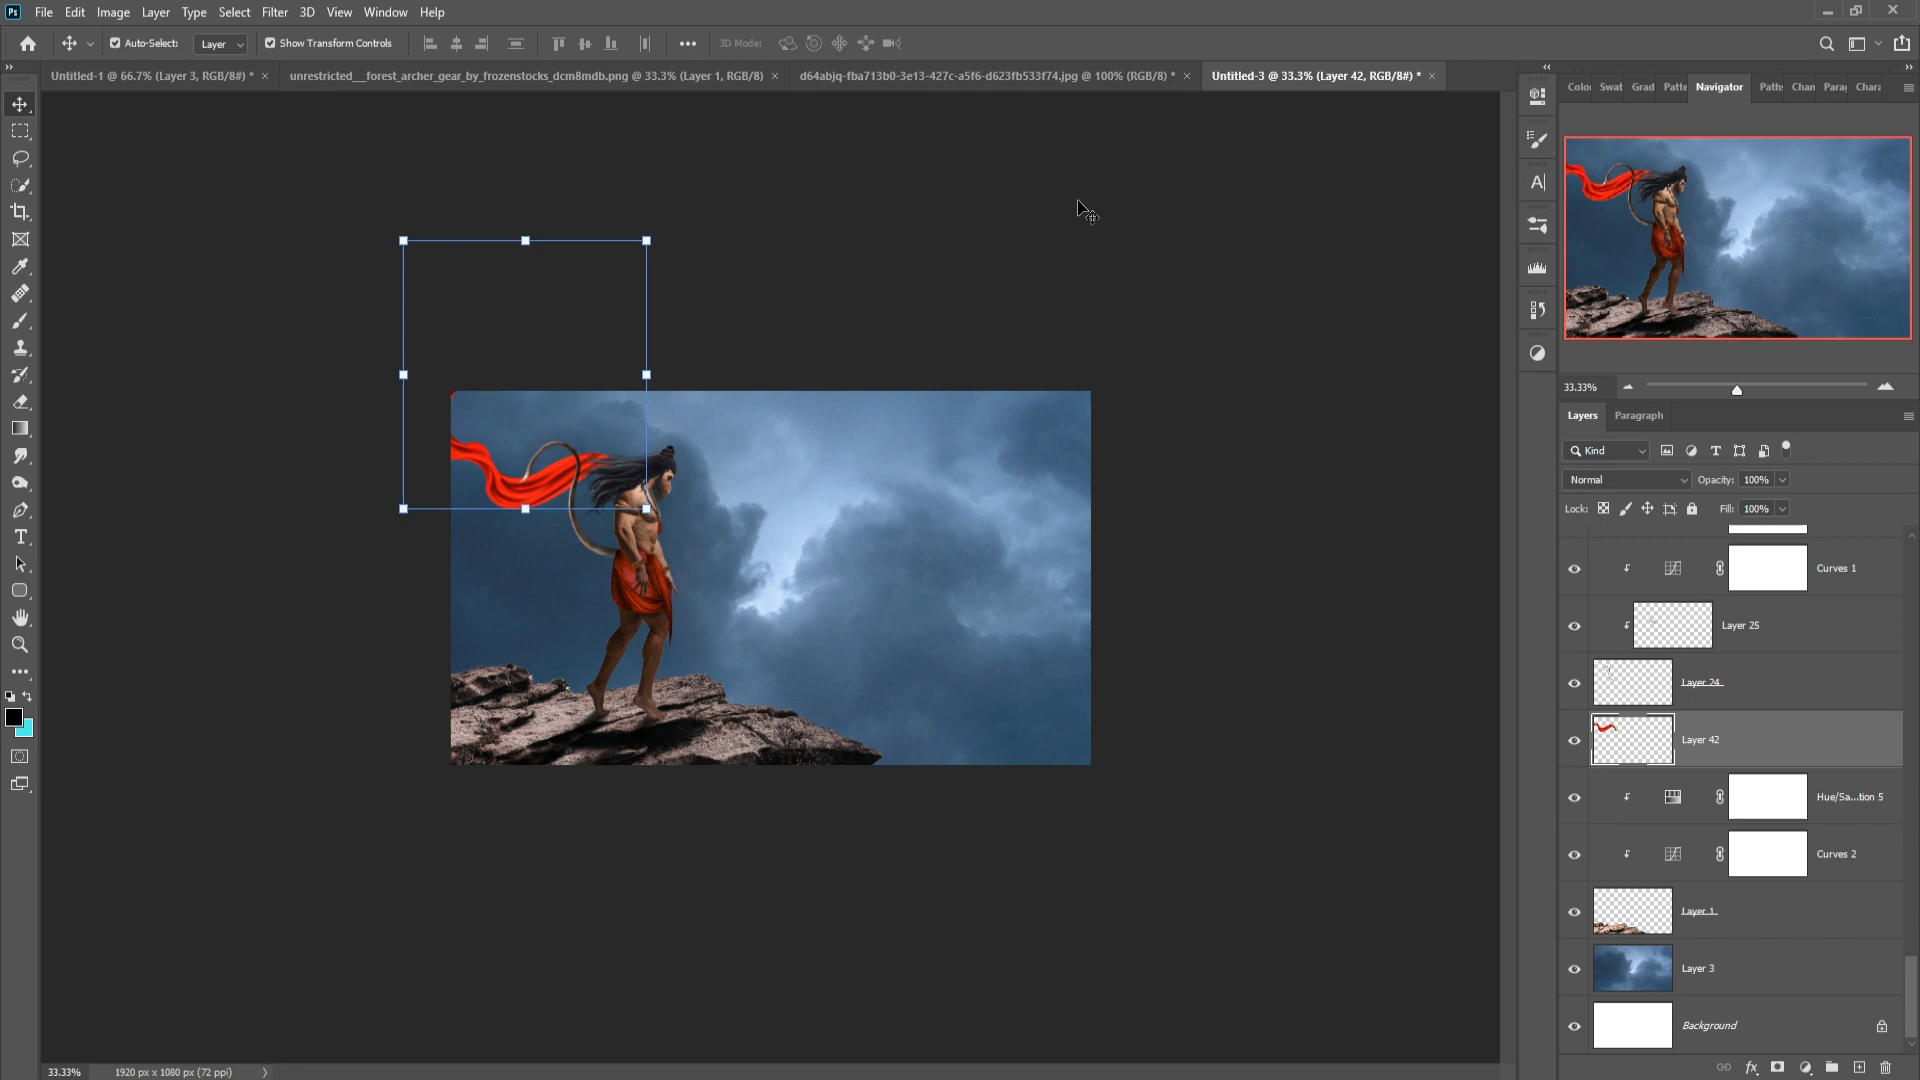 Ps File Edit Image Layer Type Select Filter 3D View Window Help
Auto-Select: Layer Show Transform Controls 3D Mode:
Untitled-1 @ 66.7% (Layer 3, RGB/8#) *
unrestricted__forest_archer_gear_by_frozenstocks_dcm8mdb.png @ 33.3% (Layer 1, RGB/8)
d64abjq-fba713b0-3e13-427c-a5f6-d623fb533f74.jpg @ 100% (RGB/8) *
Untitled-3 @ 33.3% (Layer 42, RGB/8#) *
Color Swat Grad Patte Navigator Paths Chan Parag Chara
33.33%
Layers Paragraph
Kind
Normal Opacity: 100%
Lock: Fill: 100%
Curves 1
Layer 25
Layer 24
Layer 42
Hue/Sa...tion 5
Curves 2
Layer 1
Layer 3
Background
33.33% 1920 px x 1080 px (72 ppi)